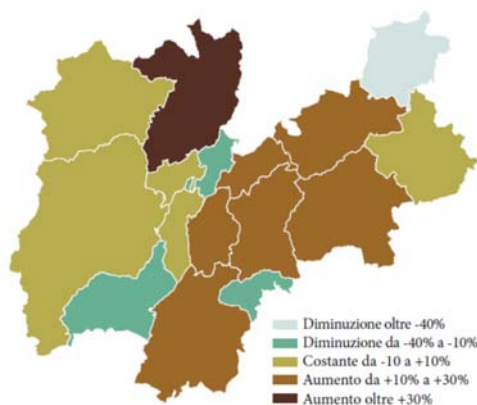 Diminuzione oltre -40%
Diminuzione da -40% a -10%
Costante da -10 a +10%
Aumento da +10% a +30%
Aumento oltre +30%